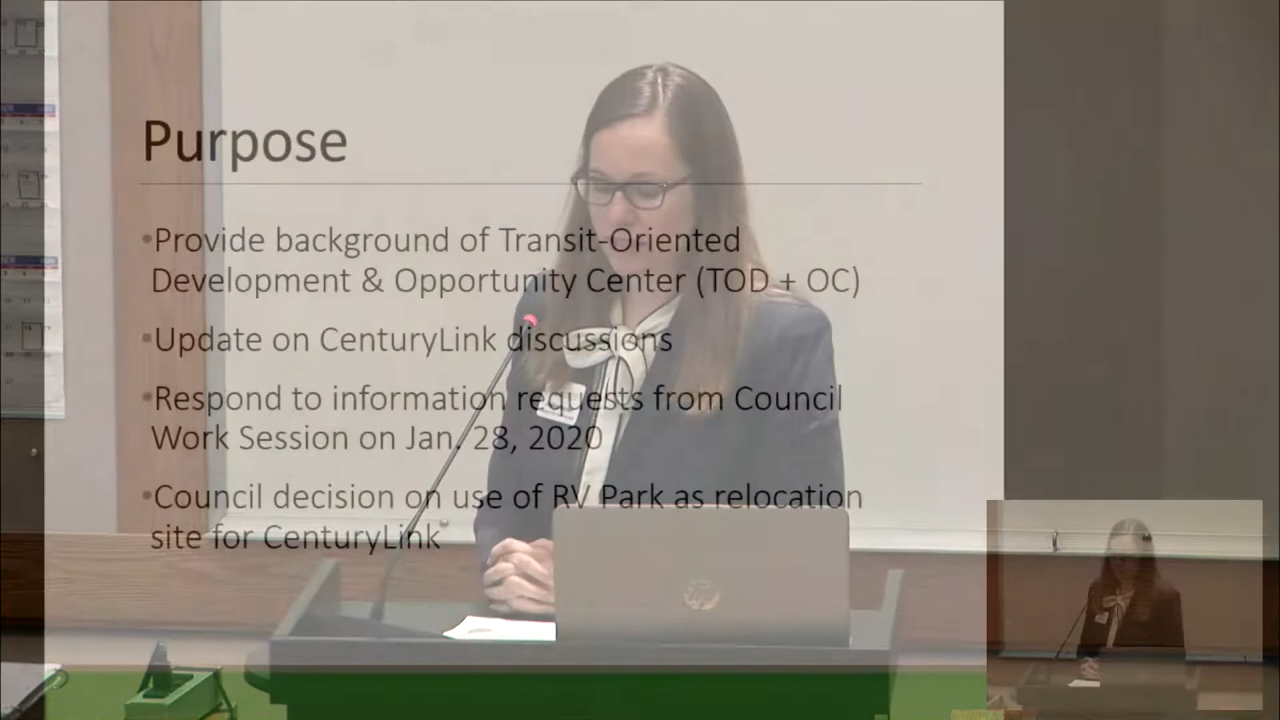 Purpose
•Provide background of Transit-Oriented
Development & Opportunity Center (TOD + OC)
•Update on CenturyLink discussions
•Respond to information requests from Council
Work Session on Jan. 28, 2020
•Council decision on use of RV Park as relocation
site for CenturyLink